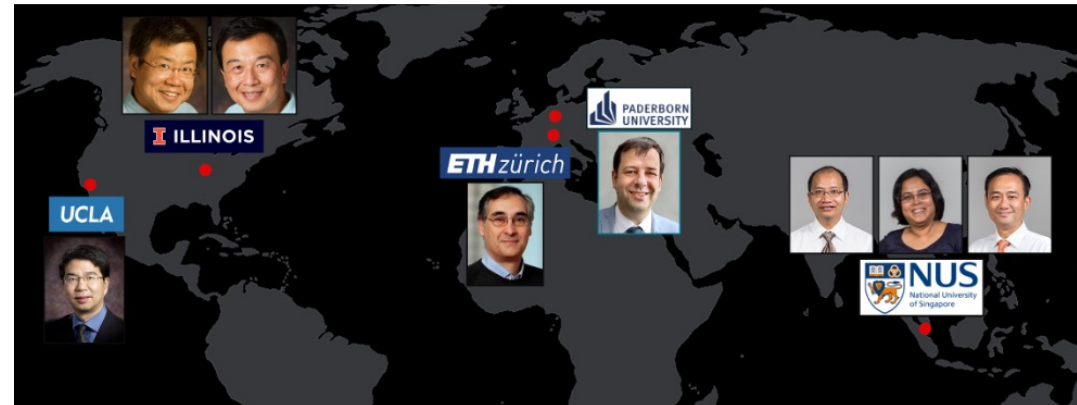 I ILLINOIS
UCLA
ETH zürich
PADERBORN
UNIVERSITY
NUS
National University
of Singapore